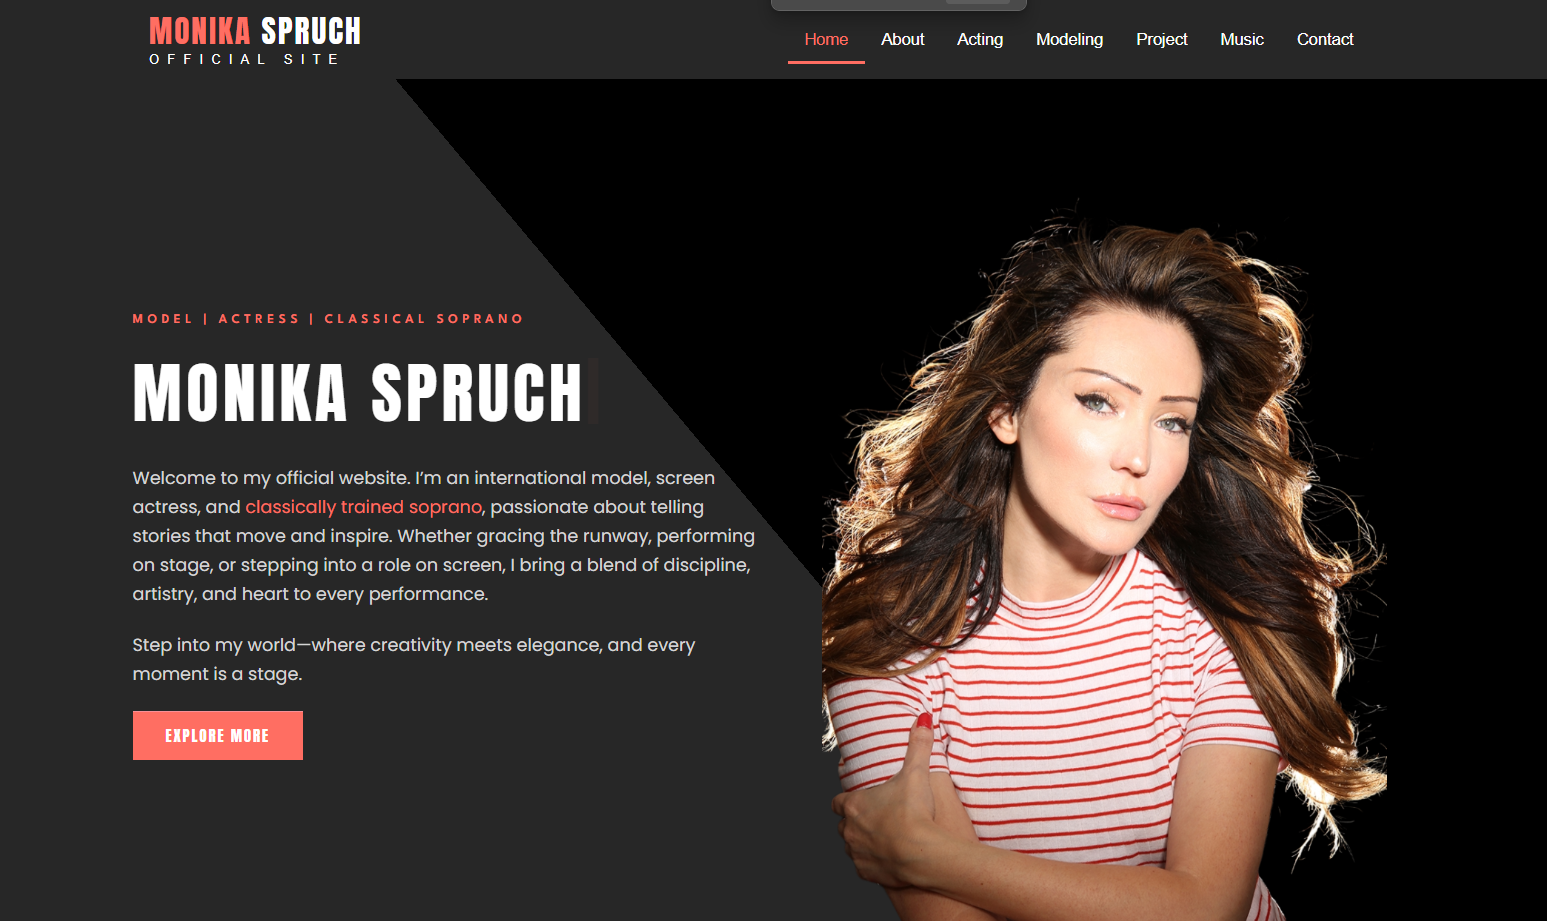 MONIKA SPRUCH
OFFICIAL SITE
Home About Acting Modeling Project Music Contact
MODEL | ACTRESS | CLASSICAL SOPRANO
MONIKA SPRUCH
Welcome to my official website. I’m an international model, screen
actress, and classically trained soprano, passionate about telling
stories that move and inspire. Whether gracing the runway, performing
on stage, or stepping into a role on screen, I bring a blend of discipline,
artistry, and heart to every performance.
Step into my world—where creativity meets elegance, and every
moment is a stage.
EXPLORE MORE